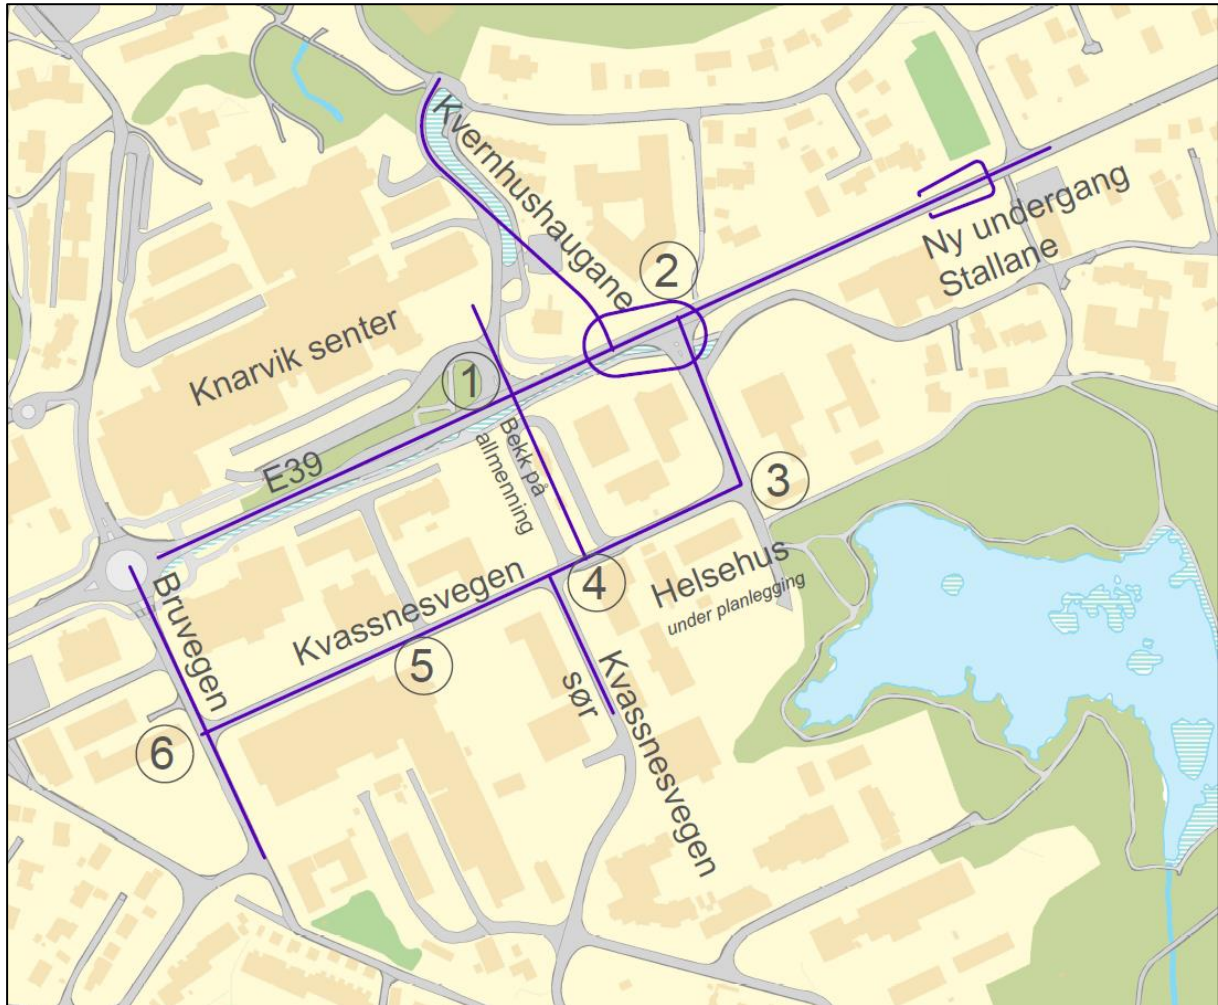 Kvernhushaugane
2
Ny undergang
Stallane
Knarvik senter
1
E39
Bekk på
allmenning
3
Helsehus
under planlegging
4
Kvassnesvegen
5
Bruvegen
6
Kvassnesvegen
sør